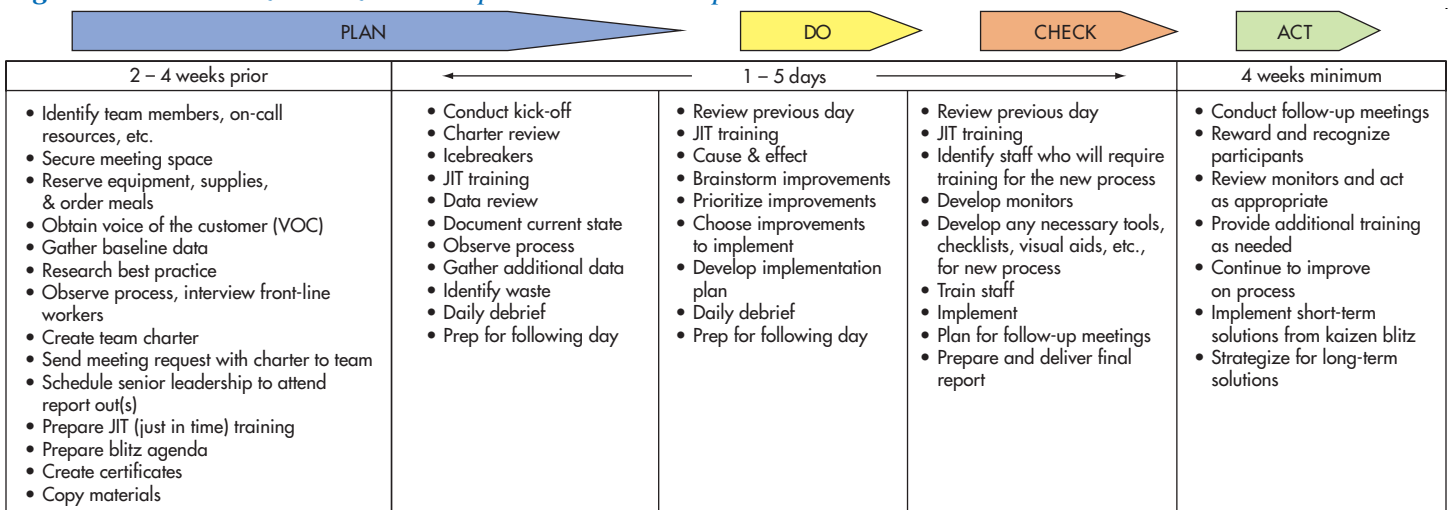 PLAN
DO
CHECK
ACT
2 – 4 weeks prior
1 – 5 days
4 weeks minimum
• Identify team members, on-call
resources, etc.
• Secure meeting space
• Reserve equipment, supplies,
& order meals
• Obtain voice of the customer (VOC)
• Gather baseline data
• Research best practice
• Observe process, interview front-line
workers
• Create team charter
• Send meeting request with charter to team
• Schedule senior leadership to attend
report out(s)
• Prepare JIT (just in time) training
• Prepare blitz agenda
• Create certificates
• Copy materials
• Conduct kick-off
• Charter review
• Icebreakers
• JIT training
• Data review
• Document current state
• Observe process
• Gather additional data
• Identify waste
• Daily debrief
• Prep for following day
• Review previous day
• JIT training
• Cause & effect
• Brainstorm improvements
• Prioritize improvements
• Choose improvements
to implement
• Develop implementation
plan
• Daily debrief
• Prep for following day
• Review previous day
• JIT training
• Identify staff who will require
training for the new process
• Develop monitors
• Develop any necessary tools,
checklists, visual aids, etc.,
for new process
• Train staff
• Implement
• Plan for follow-up meetings
• Prepare and deliver final
report
• Conduct follow-up meetings
• Reward and recognize
participants
• Review monitors and act
as appropriate
• Provide additional training
as needed
• Continue to improve
on process
• Implement short-term
solutions from kaizen blitz
• Strategize for long-term
solutions